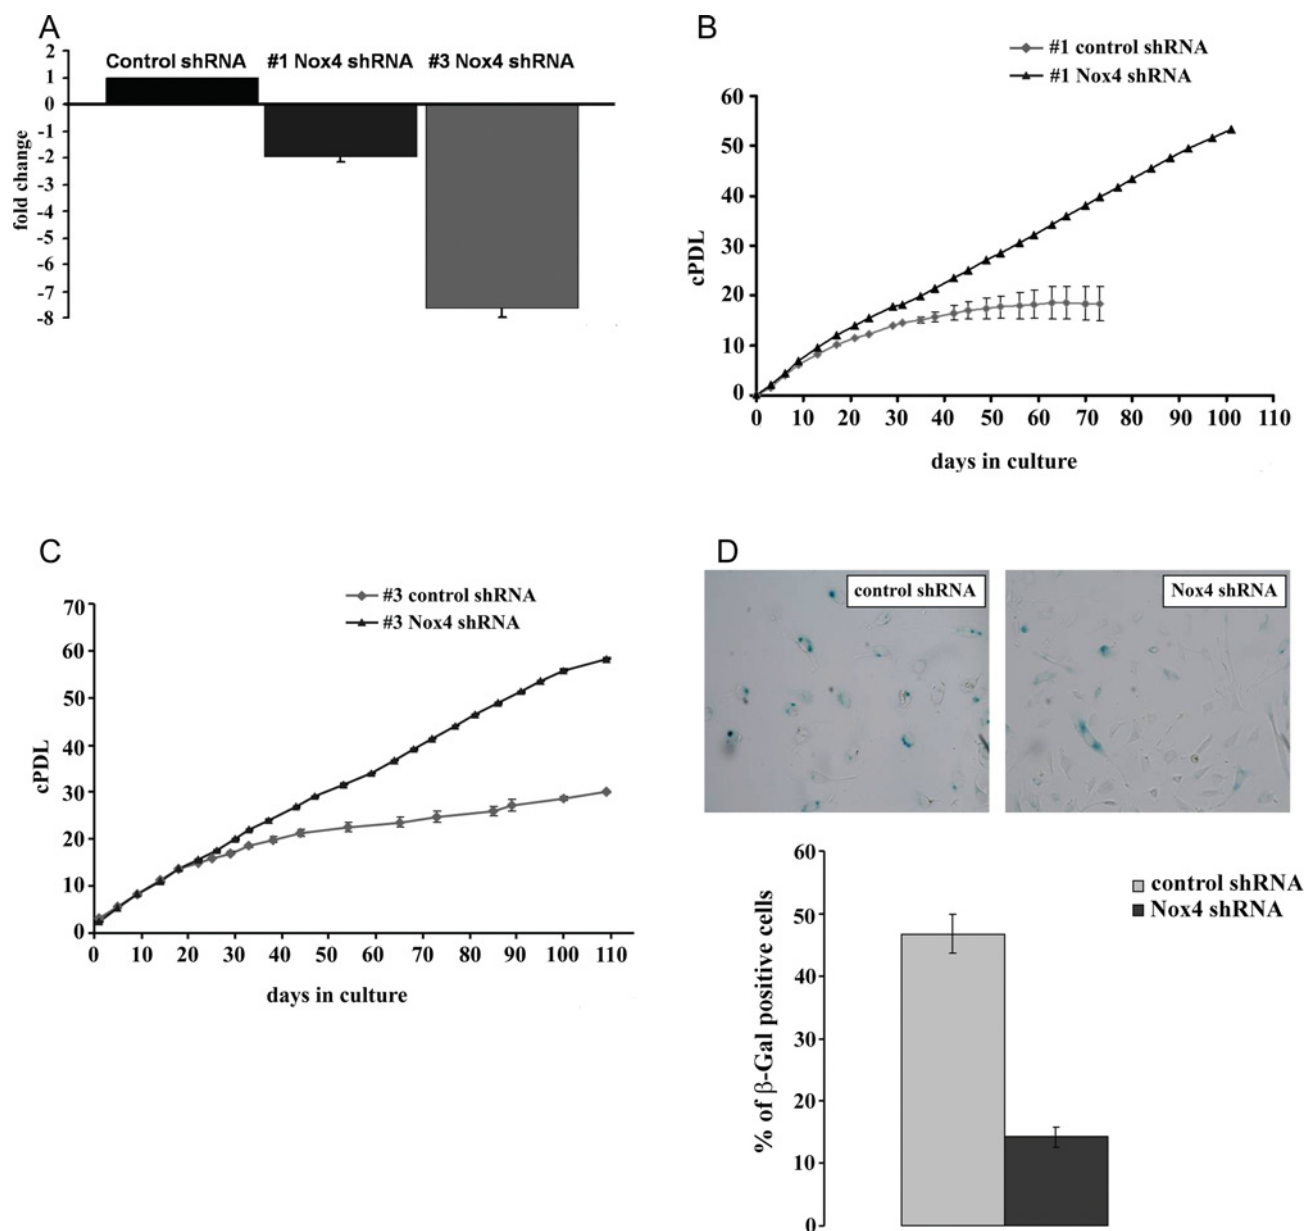 A
Control shRNA #1 Nox4 shRNA #3 Nox4 shRNA
fold change
2
1
0
-1
-2
-3
-4
-5
-6
-7
-8
B
#1 control shRNA
#1 Nox4 shRNA
cPDL
60
50
40
30
20
10
0
0 10 20 30 40 50 60 70 80 90 100 110
days in culture
C
#3 control shRNA
#3 Nox4 shRNA
cPDL
70
60
50
40
30
20
10
0
0 10 20 30 40 50 60 70 80 90 100 110
days in culture
D
control shRNA
Nox4 shRNA
% of β-Gal positive cells
60
50
40
30
20
10
0
control shRNA
Nox4 shRNA